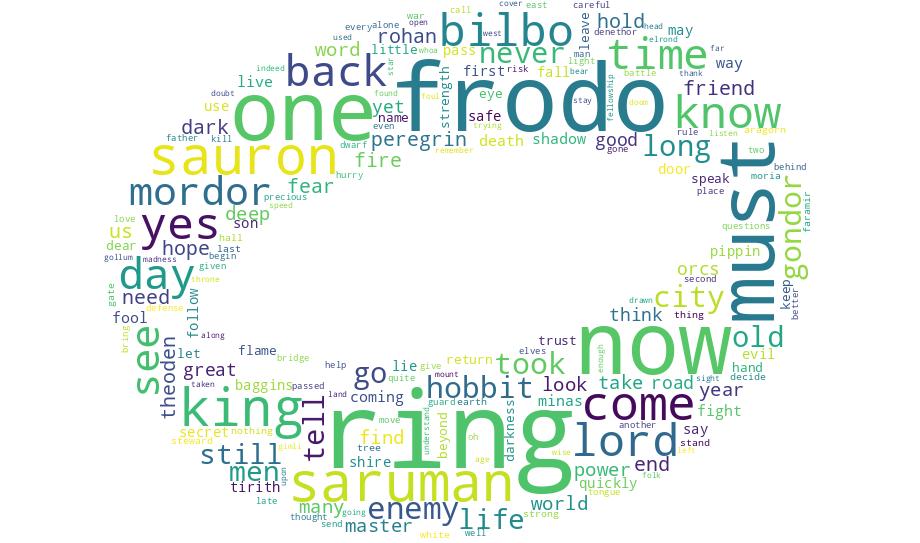 call
cover
east
careful
war
open
every
alone
used
rohan
bilbo
leave
hold
may
head
denethor
elrond
far
word
little
pass
whoa
west
never
man
light
time
friend
way
back
star
strength
first
risk
fall
bear
battle
thank
indeed
live
doubt
use
found
foul
eye
frodo
fellowship
stay
doom
one
yet
name
safe
know
dark
father
kill
even
dwarf
trying
remember
peregrin
death
shadow
good
gone
long
rule
listen
aragorn
two
sauron
fire
hurry
door
moria
behind
speak
place
must
mordor
fear
precious
speed
yes
deep
son
us
love
dear
hope
hall
last
begin
gollum
madness
given
throne
gondor
faramir
questions
pippin
orcs
second
keep
better
day
need
gate
defense
follow
city
drawn
thing
fool
along
think
now
old
bring
see
let
flame
bridge
trust
evil
theoden
great
taken
help
elves
enough
hand
decide
sight
return
took
lie
give
quite
mount
baggins
passed
go
hobbit
look
take
road
year
king
land
coming
guard
earth
minas
come
fight
secret
nothing
steward
gimli
tell
ring
move
find
understand
beyond
oh
darkness
another
say
stand
left
lord
still
tree
shire
age
wise
power
end
men
upon
saruman
folk
quickly
tongue
tirith
late
many
going
enemy
life
world
strong
thought
send
master
white
well